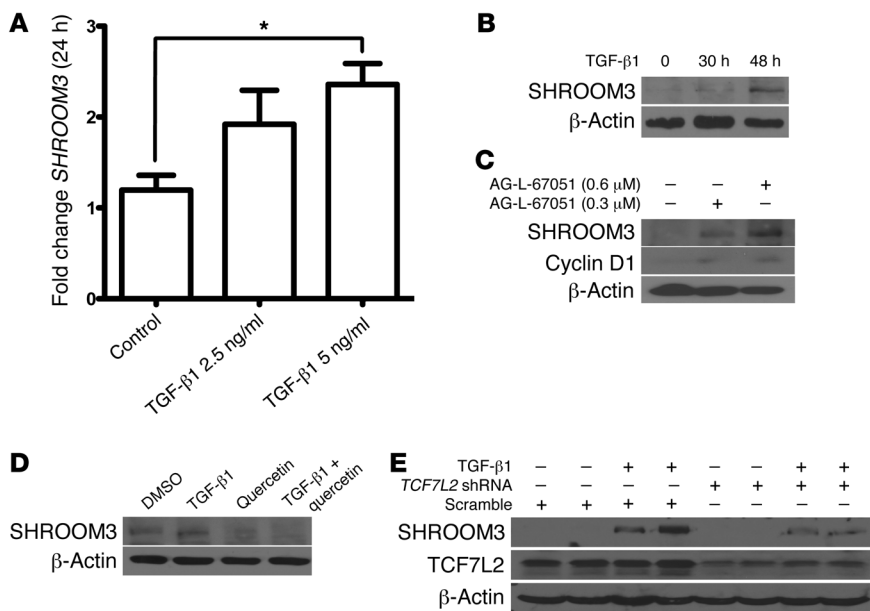 A
Fold change SHROOM3 (24 h)
3
2
1
0
*
Control
TGF-β1 2.5 ng/ml
TGF-β1 5 ng/ml
B
TGF-β1 0 30 h 48 h
SHROOM3
β-Actin
C
AG-L-67051 (0.6 μM) – – +
AG-L-67051 (0.3 μM) – + –
SHROOM3
Cyclin D1
β-Actin
D
DMSO
TGF-β1
Quercetin
TGF-β1 +
quercetin
SHROOM3
β-Actin
E
TGF-β1 – – + + – – + +
TCF7L2 shRNA – – – – + + + +
Scramble + + + + – – – –
SHROOM3
TCF7L2
β-Actin